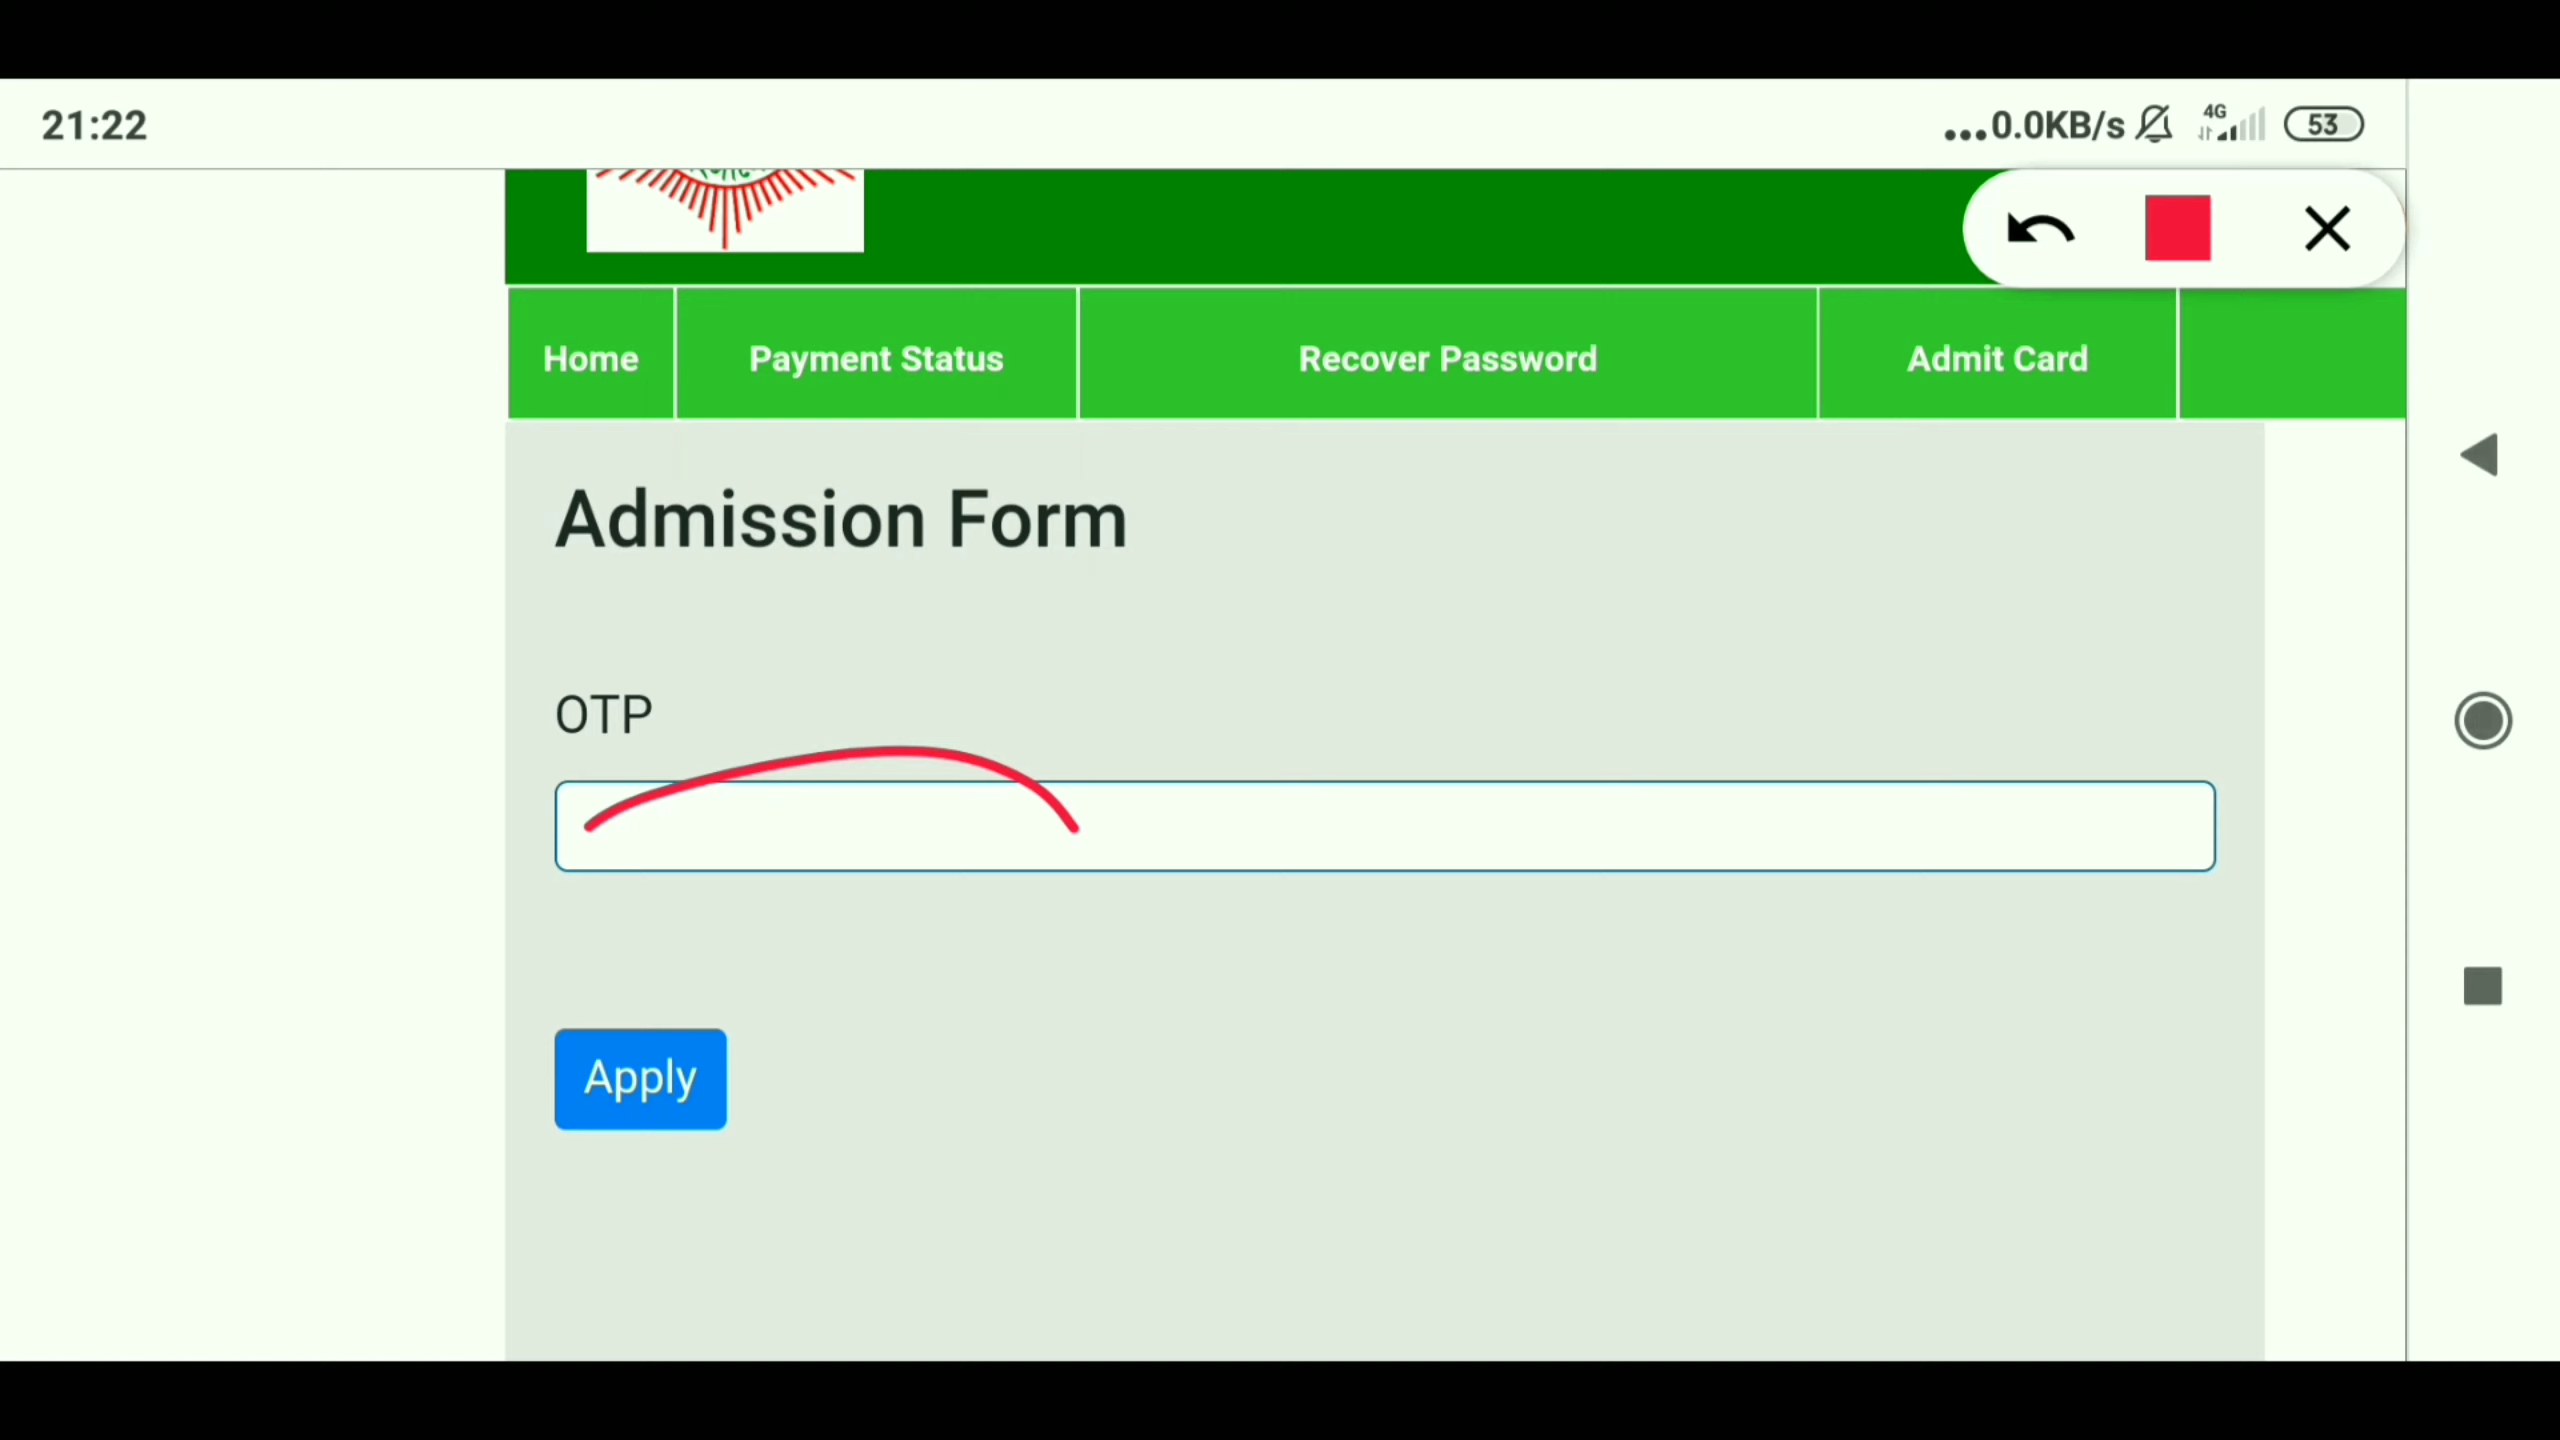 21:22
...0.0KB/s 4G 53
Home Payment Status Recover Password Admit Card
Admission Form
OTP
Apply